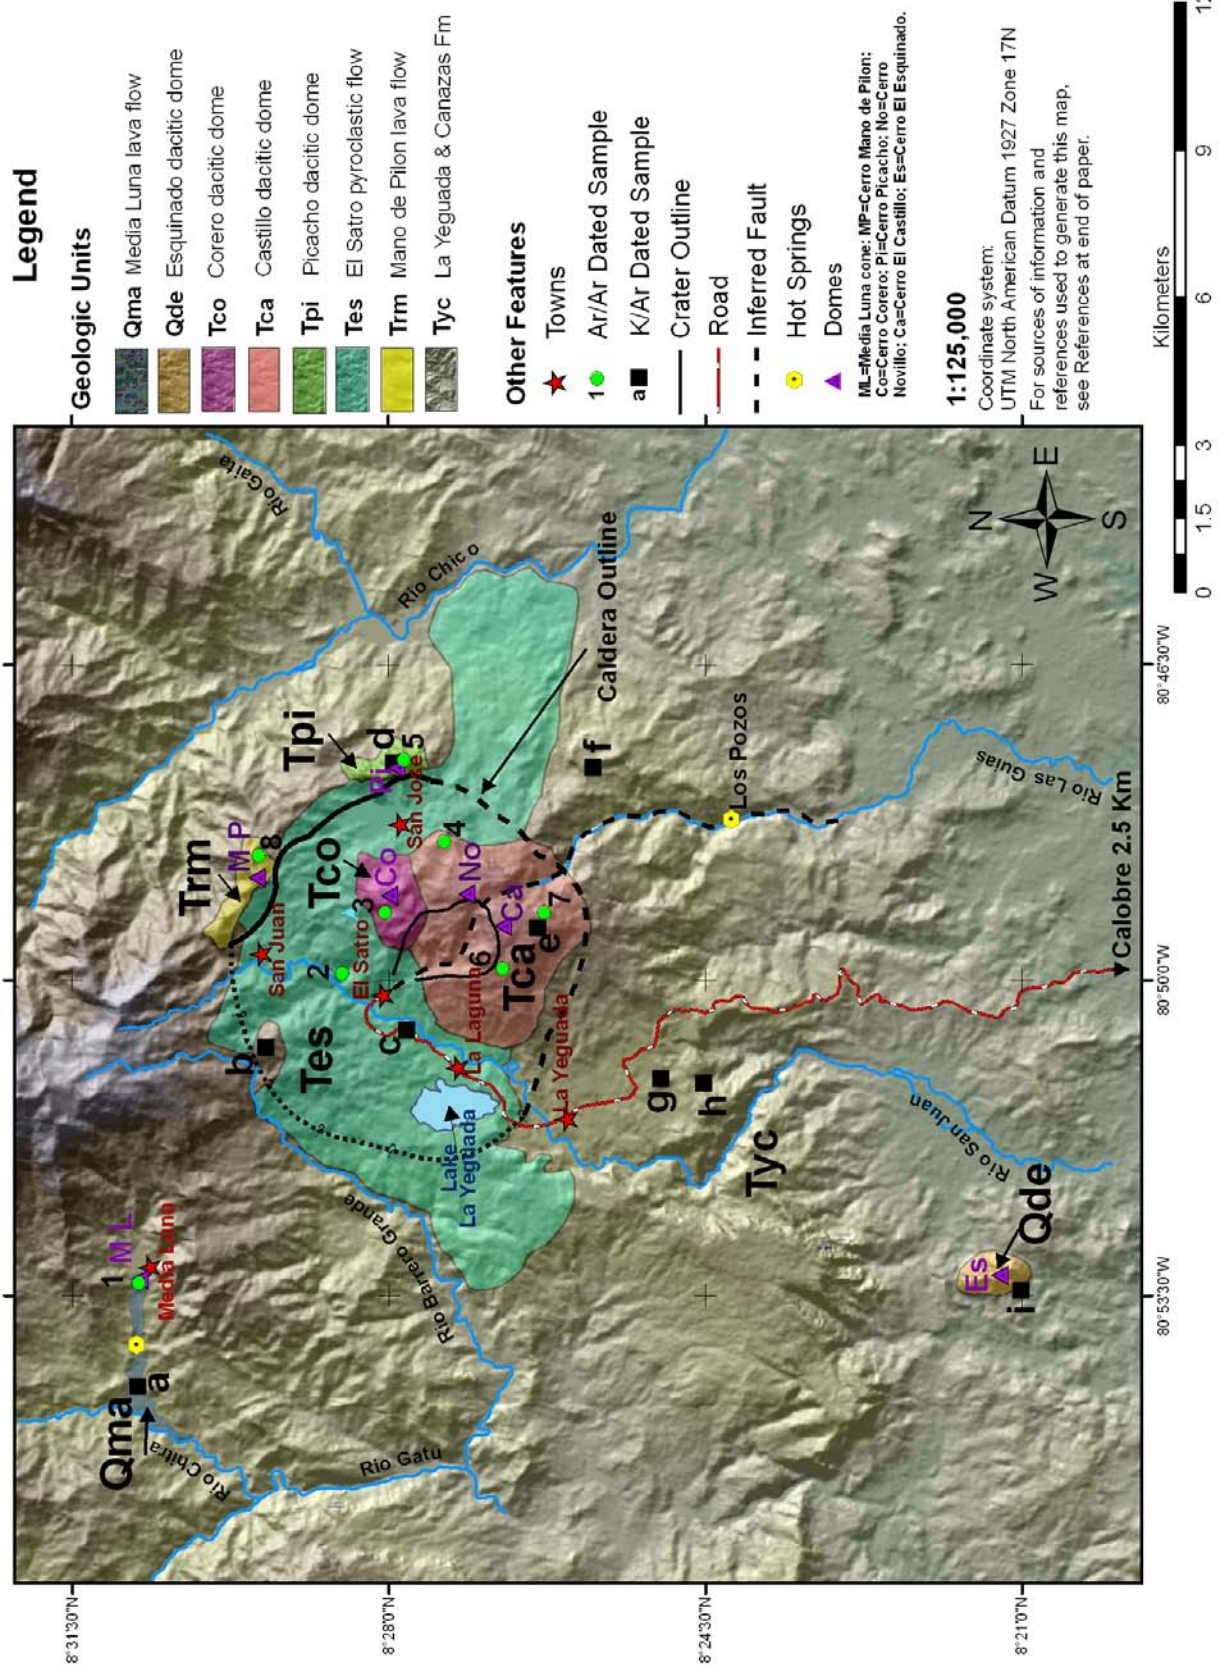 Legend
Geologic Units
Qma Media Luna lava flow
Qde Esquinado dacitic dome
Tco Corero dacitic dome
Tca Castillo dacitic dome
Tpi Picacho dacitic dome
Tes El Satro pyroclastic flow
Trm Mano de Pilon lava flow
Tyc La Yeguada & Canazas Fm
Other Features
Towns
1 Ar/Ar Dated Sample
a K/Ar Dated Sample
Crater Outline
Road
Inferred Fault
Hot Springs
Domes
ML=Media Luna cone: MP=Cerro Mano de Pilon:
Co=Cerro Corero: Pi=Cerro Picacho: No=Cerro
Novillo: Ca=Cerro El Castillo: Es=Cerro El Esquinado.
1:125,000
Coordinate system:
UTM North American Datum 1927 Zone 17N
For sources of information and
references used to generate this map,
see References at end of paper.
Kilometers
0 1.5 3 6 9
8°31'30"N
8°28'0"N
8°24'30"N
8°21'0"N
80°53'30"W
80°50'0"W
80°46'30"W
Qma
a
1
M L
Media Luna
Rio Chitra
Rio Gatu
Rio Barrero Grande
Lake
La Yeguada
b
Tes
c
San Juan
2
El Satro
3
Trm
M P
8
Tco
Co
Tpi
Pi
d
5
San Jose
4
No
Ca
6
Tca
e
7
La Laguna
La Yeguada
Rio Gaita
Rio Chico
Caldera Outline
f
Los Pozos
Rio Las Guias
g
h
Tyc
Rio San Juan
Qde
Es
i
Calobre 2.5 Km
N
W E
S